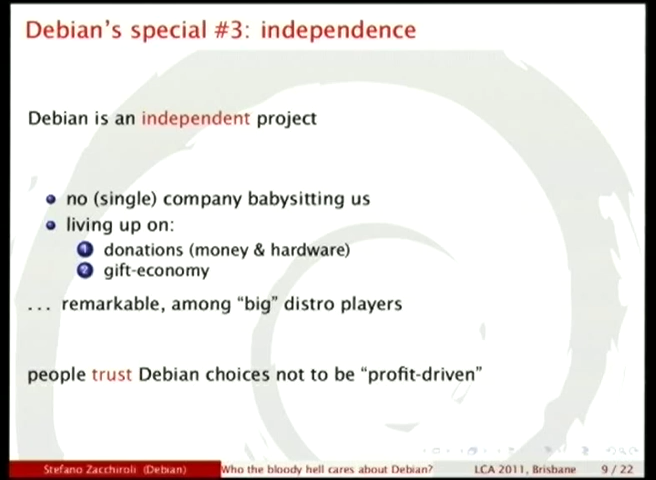 Debian's special #3: independence
Debian is an independent project
no (single) company babysitting us
living up on:
1 donations (money & hardware)
2 gift-economy
... remarkable, among "big" distro players
people trust Debian choices not to be "profit-driven"
Stefano Zacchiroli (Debian) Who the bloody hell cares about Debian? LCA 2011, Brisbane 9 / 22